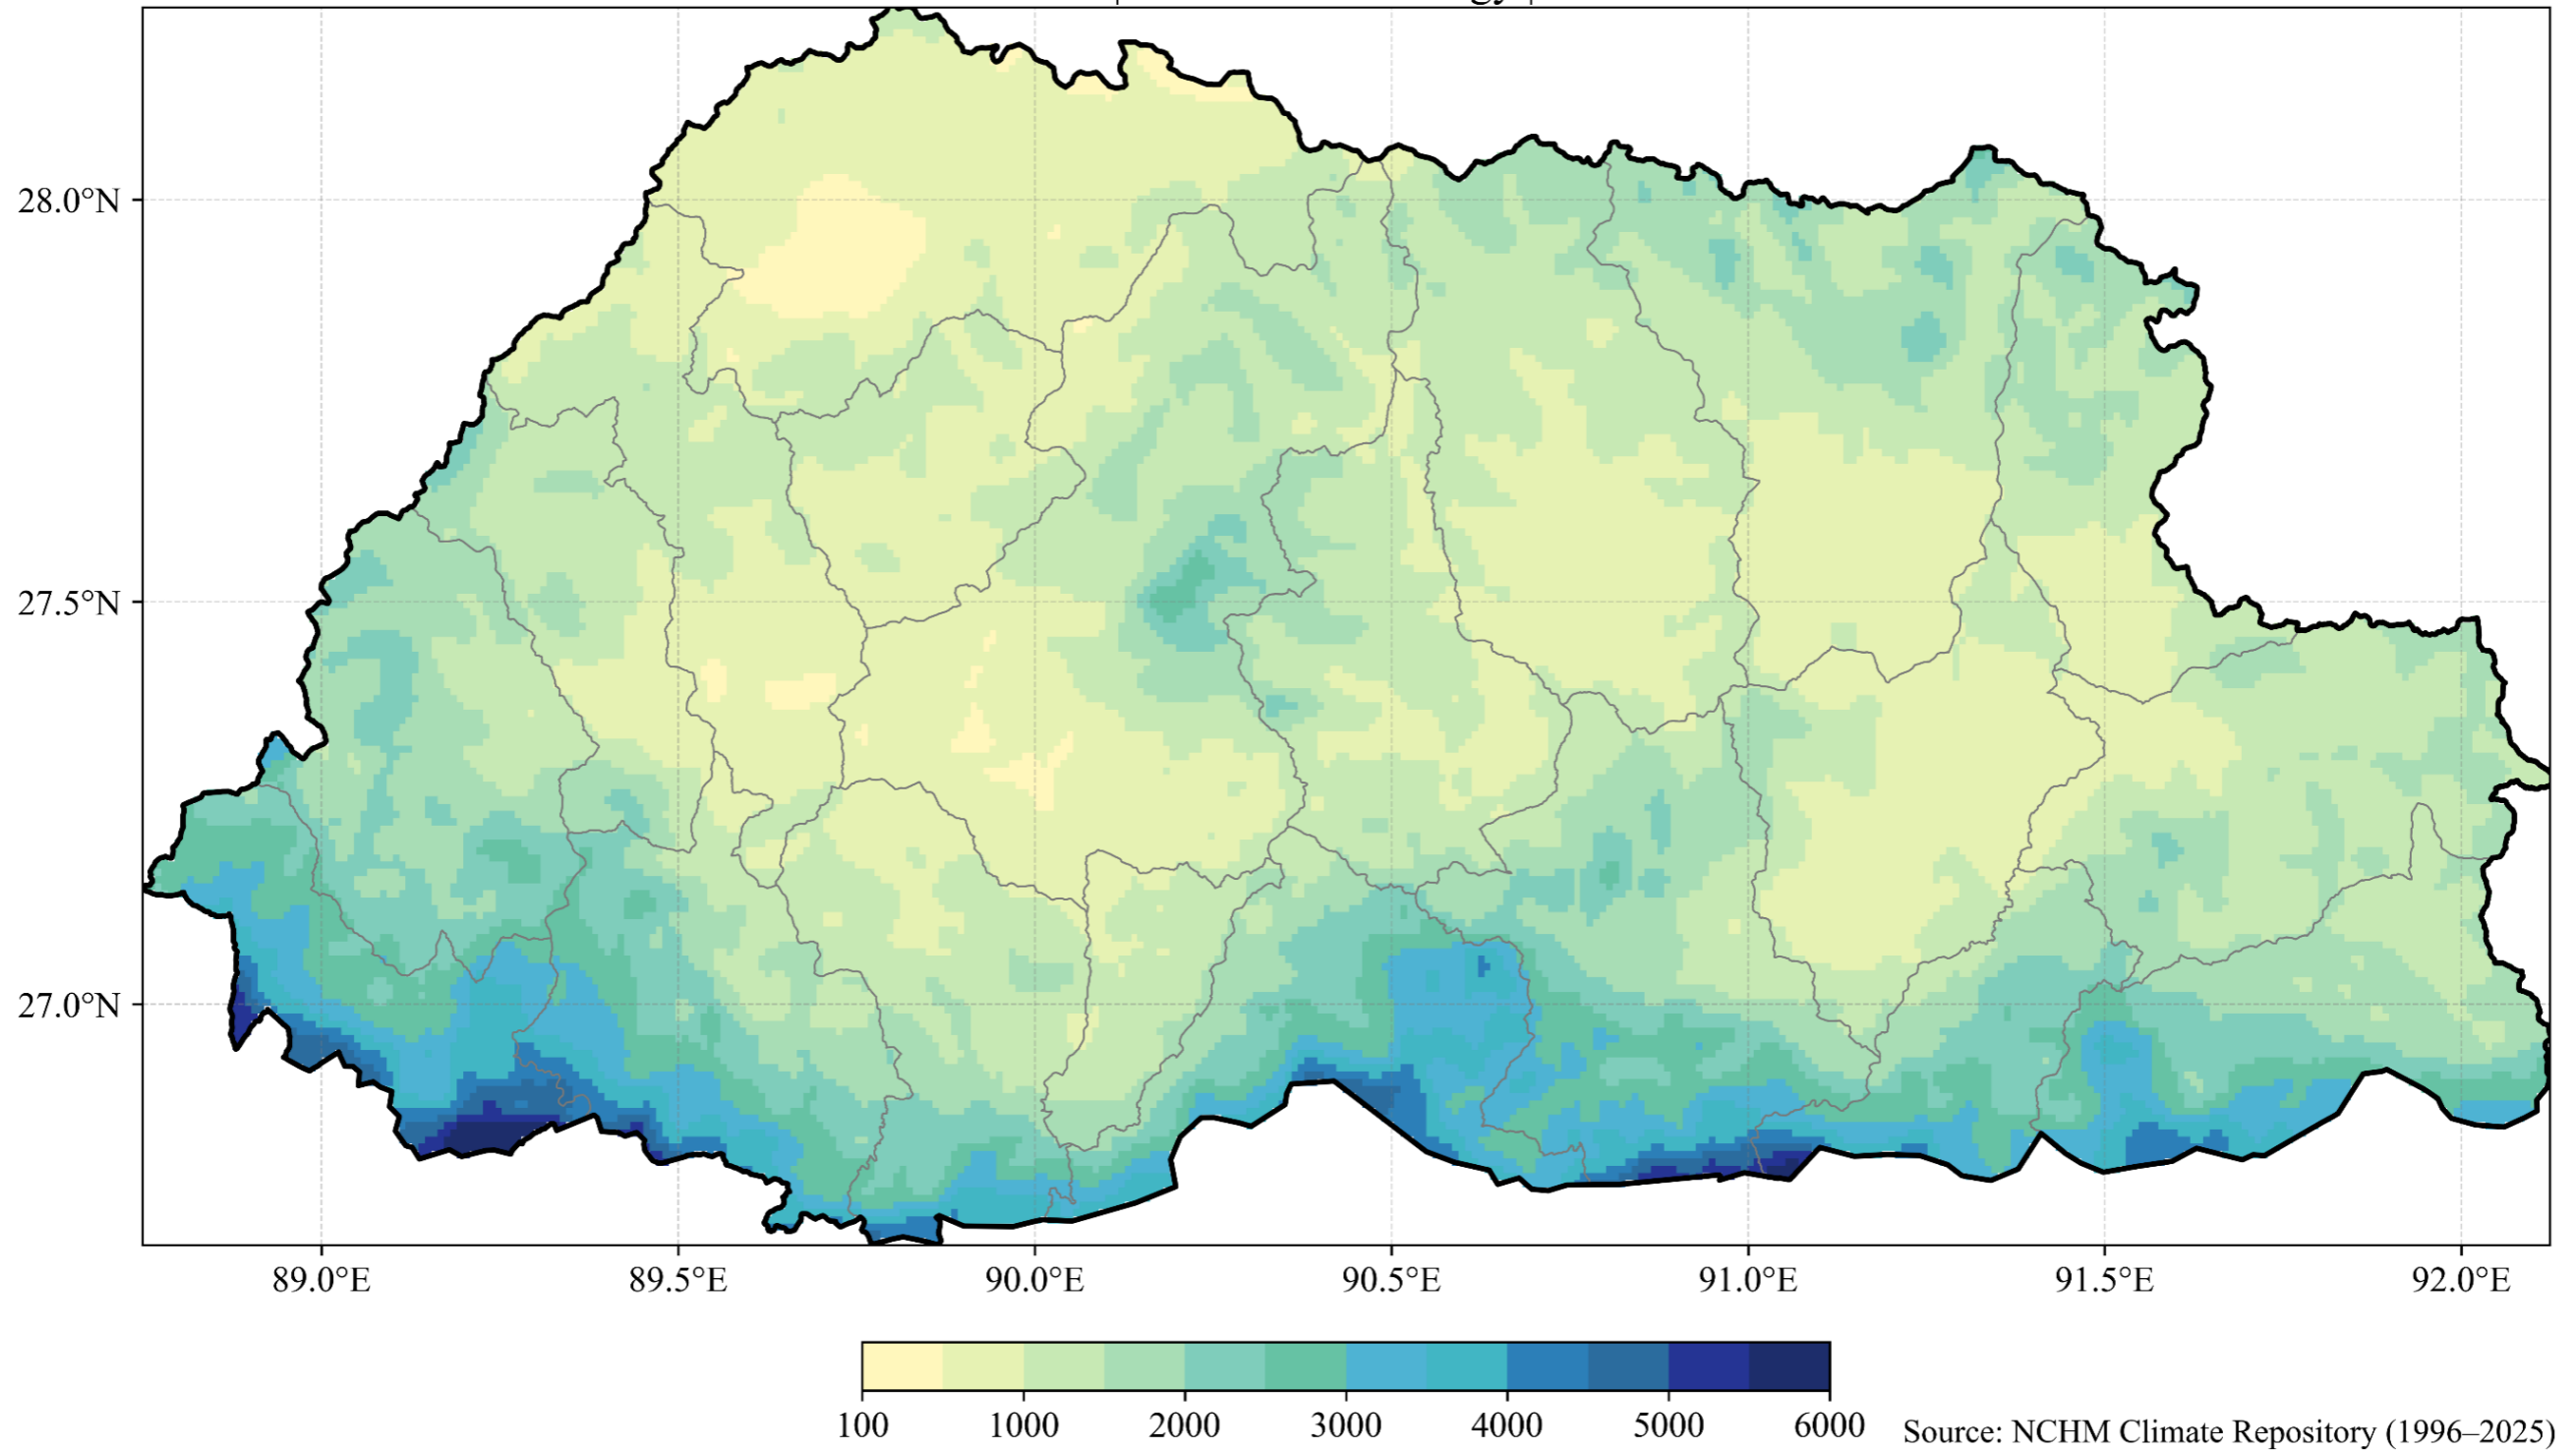 28.0°N
27.5°N
27.0°N
89.0°E 89.5°E 90.0°E 90.5°E 91.0°E 91.5°E 92.0°E
100 1000 2000 3000 4000 5000 6000
Source: NCHM Climate Repository (1996–2025)